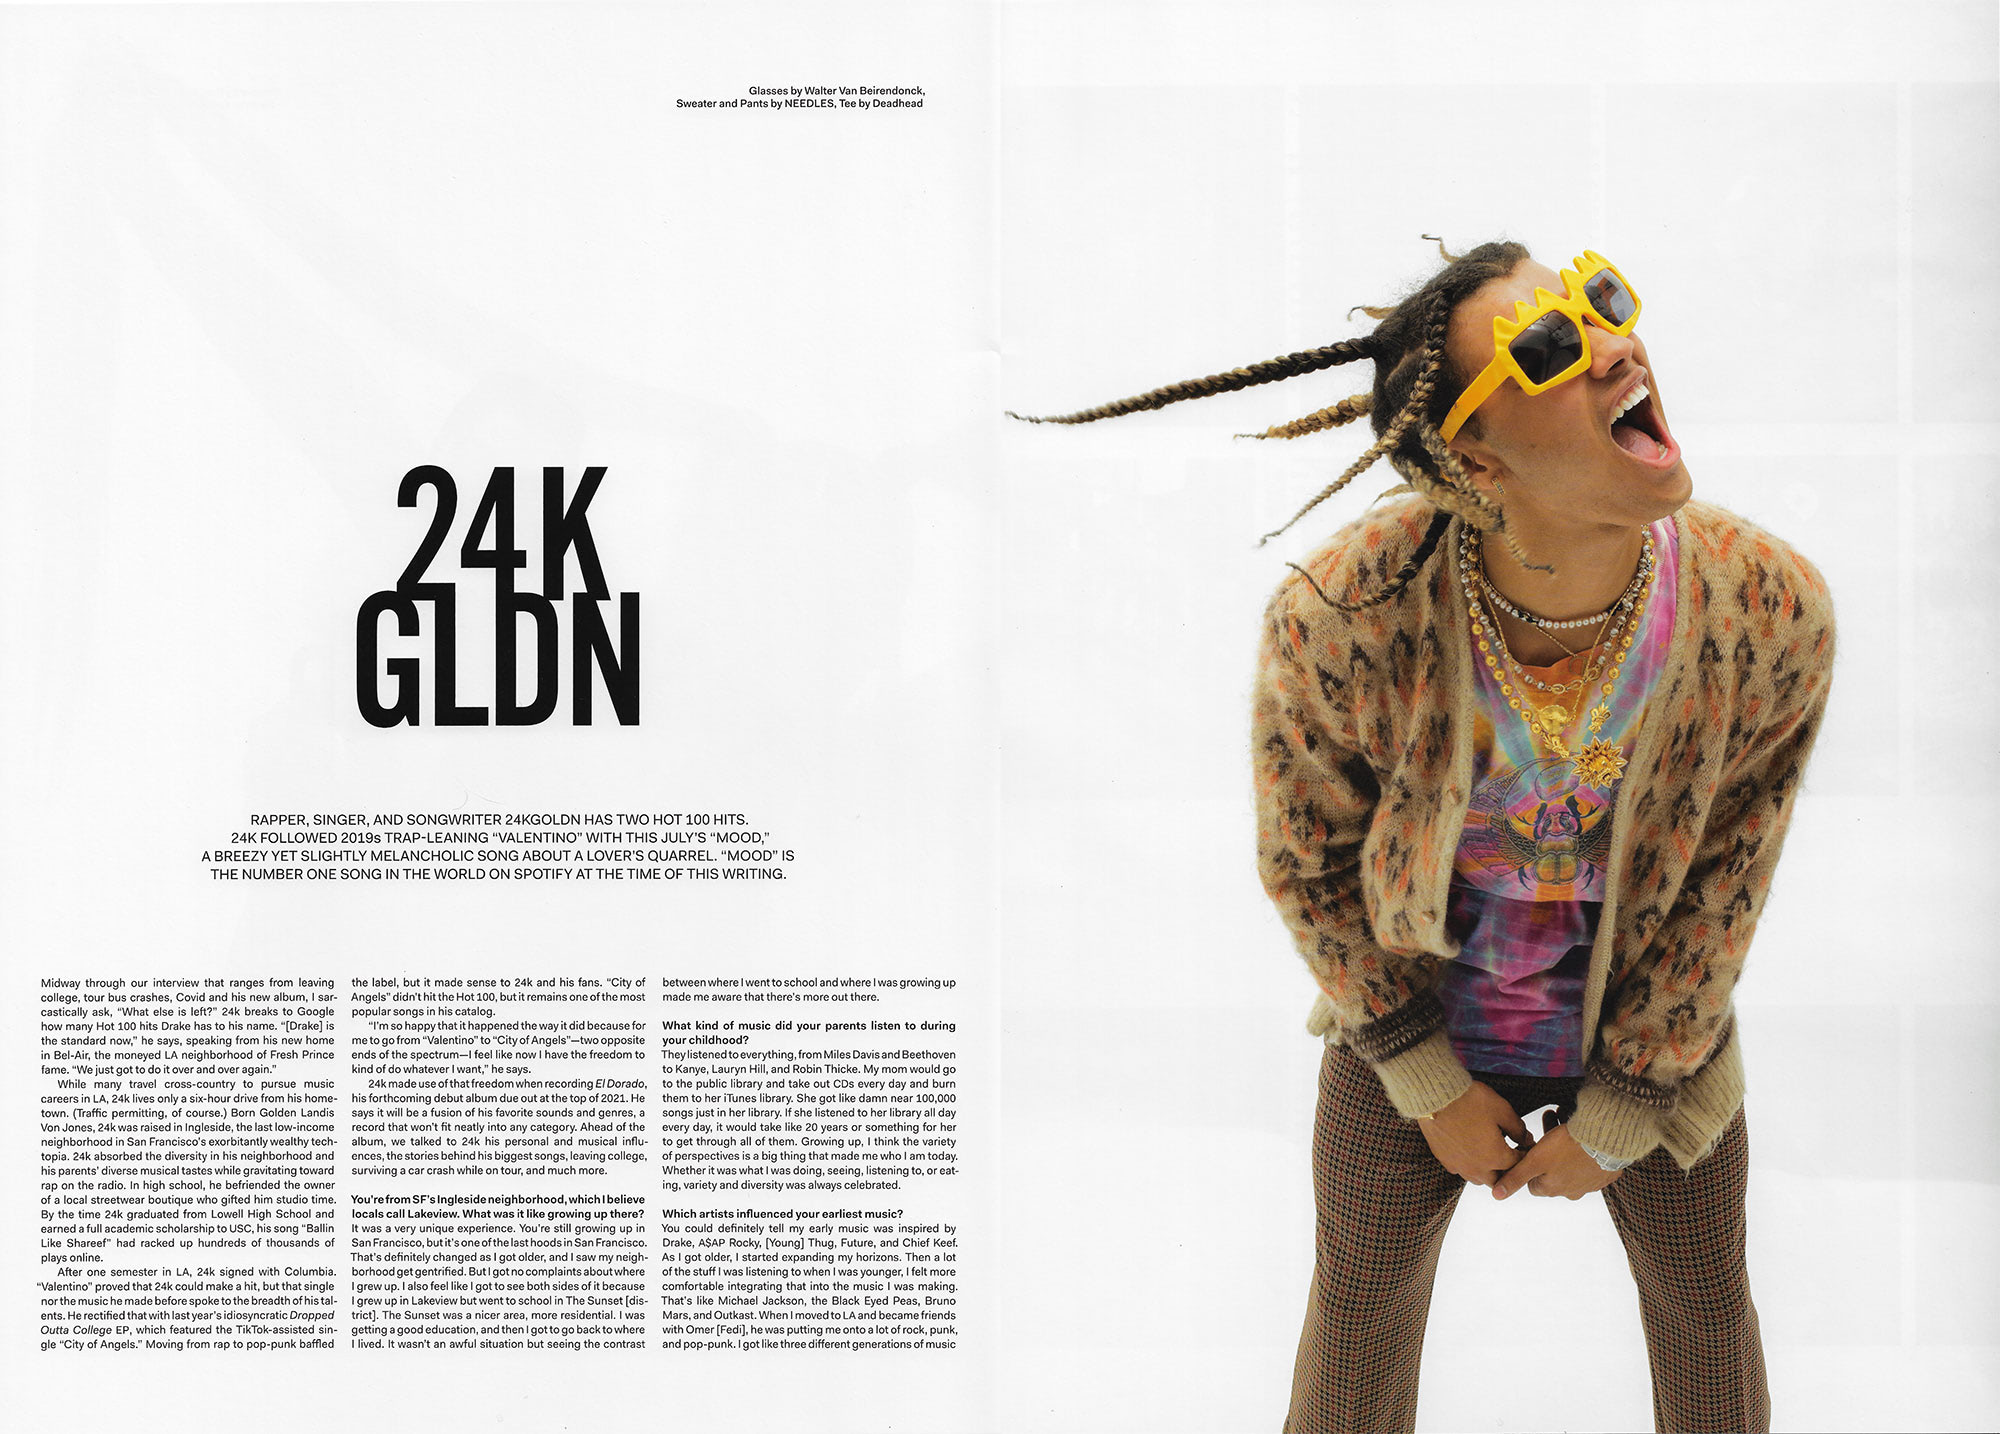 Glasses by Walter Van Beirendonck,
Sweater and Pants by NEEDLES, Tee by Deadhead
24K
GLDN
RAPPER, SINGER, AND SONGWRITER 24KGOLDN HAS TWO HOT 100 HITS.
24K FOLLOWED 2019s TRAP-LEANING “VALENTINO” WITH THIS JULY’S “MOOD,”
A BREEZY YET SLIGHTLY MELANCHOLIC SONG ABOUT A LOVER’S QUARREL. “MOOD” IS
THE NUMBER ONE SONG IN THE WORLD ON SPOTIFY AT THE TIME OF THIS WRITING.
Midway through our interview that ranges from leaving
college, tour bus crashes, Covid and his new album, I sar-
castically ask, “What else is left?” 24k breaks to Google
how many Hot 100 hits Drake has to his name. “[Drake] is
the standard now,” he says, speaking from his new home
in Bel-Air, the moneyed LA neighborhood of Fresh Prince
fame. “We just got to do it over and over again.”
While many travel cross-country to pursue music
careers in LA, 24k lives only a six-hour drive from his home-
town. (Traffic permitting, of course.) Born Golden Landis
Von Jones, 24k was raised in Ingleside, the last low-income
neighborhood in San Francisco’s exorbitantly wealthy tech-
topia. 24k absorbed the diversity in his neighborhood and
his parents’ diverse musical tastes while gravitating toward
rap on the radio. In high school, he befriended the owner
of a local streetwear boutique who gifted him studio time.
By the time 24k graduated from Lowell High School and
earned a full academic scholarship to USC, his song “Ballin
Like Shareef” had racked up hundreds of thousands of
plays online.
After one semester in LA, 24k signed with Columbia.
“Valentino” proved that 24k could make a hit, but that single
nor the music he made before spoke to the breadth of his tal-
ents. He rectified that with last year’s idiosyncratic Dropped
Outta College EP, which featured the TikTok-assisted sin-
gle “City of Angels.” Moving from rap to pop-punk baffled
the label, but it made sense to 24k and his fans. “City of
Angels” didn’t hit the Hot 100, but it remains one of the most
popular songs in his catalog.
“I’m so happy that it happened the way it did because for
me to go from “Valentino” to “City of Angels”—two opposite
ends of the spectrum—I feel like now I have the freedom to
kind of do whatever I want,” he says.
24k made use of that freedom when recording El Dorado,
his forthcoming debut album due out at the top of 2021. He
says it will be a fusion of his favorite sounds and genres, a
record that won’t fit neatly into any category. Ahead of the
album, we talked to 24k his personal and musical influ-
ences, the stories behind his biggest songs, leaving college,
surviving a car crash while on tour, and much more.
You’re from SF’s Ingleside neighborhood, which I believe
locals call Lakeview. What was it like growing up there?
It was a very unique experience. You’re still growing up in
San Francisco, but it’s one of the last hoods in San Francisco.
That’s definitely changed as I got older, and I saw my neigh-
borhood get gentrified. But I got no complaints about where
I grew up. I also feel like I got to see both sides of it because
I grew up in Lakeview but went to school in The Sunset [dis-
trict]. The Sunset was a nicer area, more residential. I was
getting a good education, and then I got to go back to where
I lived. It wasn’t an awful situation but seeing the contrast
between where I went to school and where I was growing up
made me aware that there’s more out there.
What kind of music did your parents listen to during
your childhood?
They listened to everything, from Miles Davis and Beethoven
to Kanye, Lauryn Hill, and Robin Thicke. My mom would go
to the public library and take out CDs every day and burn
them to her iTunes library. She got like damn near 100,000
songs just in her library. If she listened to her library all day
every day, it would take like 20 years or something for her
to get through all of them. Growing up, I think the variety
of perspectives is a big thing that made me who I am today.
Whether it was what I was doing, seeing, listening to, or eat-
ing, variety and diversity was always celebrated.
Which artists influenced your earliest music?
You could definitely tell my early music was inspired by
Drake, A$AP Rocky, [Young] Thug, Future, and Chief Keef.
As I got older, I started expanding my horizons. Then a lot
of the stuff I was listening to when I was younger, I felt more
comfortable integrating that into the music I was making.
That’s like Michael Jackson, the Black Eyed Peas, Bruno
Mars, and Outkast. When I moved to LA and became friends
with Omer [Fedi], he was putting me onto a lot of rock, punk,
and pop-punk. I got like three different generations of music